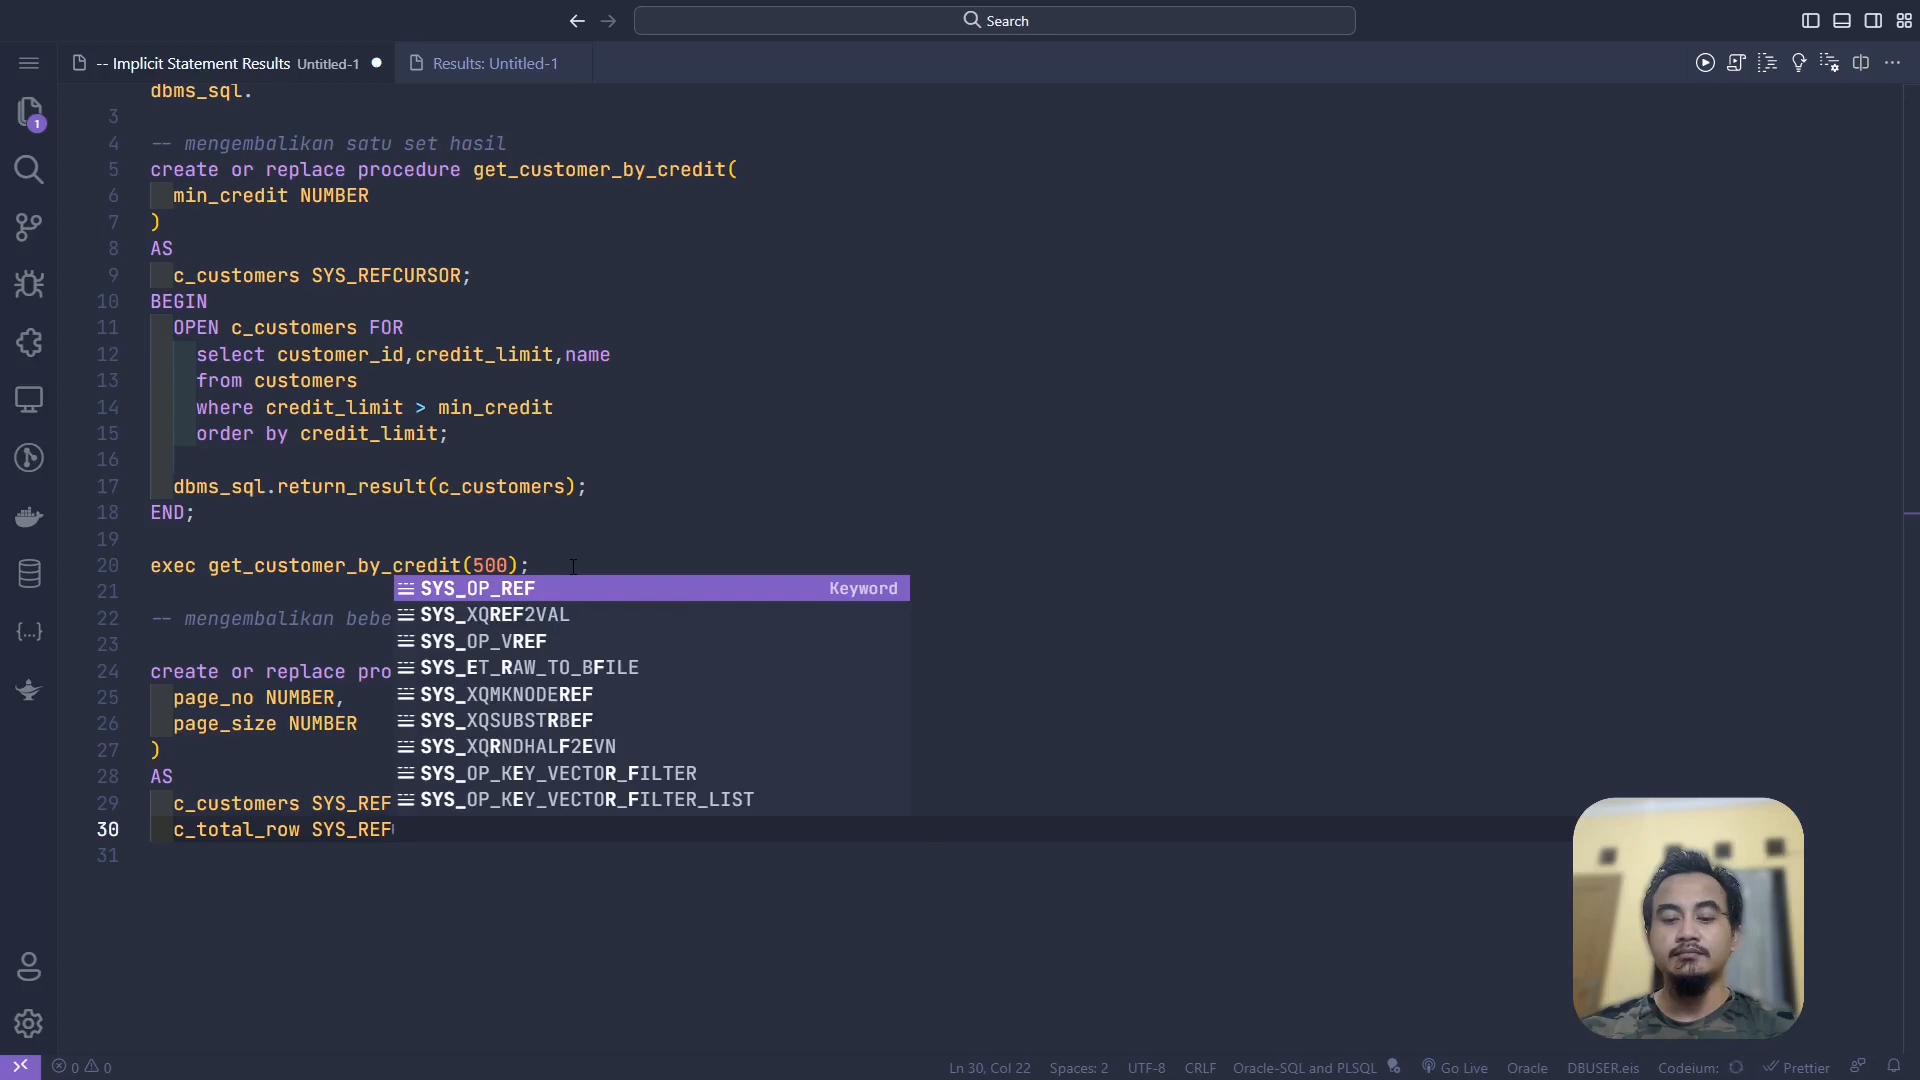 Search
-- Implicit Statement Results Untitled-1
Results: Untitled-1
1
dbms_sql.
3
4 -- mengembalikan satu set hasil
5 create or replace procedure get_customer_by_credit(
6 min_credit NUMBER
7 )
8 AS
9 c_customers SYS_REFCURSOR;
10 BEGIN
11 OPEN c_customers FOR
12 select customer_id,credit_limit,name
13 from customers
14 where credit_limit > min_credit
15 order by credit_limit;
16
17 dbms_sql.return_result(c_customers);
18 END;
19
20 exec get_customer_by_credit(500);
21
22 -- mengembalikan bebe
23
24 create or replace pro
25 page_no NUMBER,
26 page_size NUMBER
27 )
28 AS
29 c_customers SYS_REF
30 c_total_row SYS_REF
31
SYS_OP_REF Keyword
SYS_XQREF2VAL
SYS_OP_VREF
SYS_ET_RAW_TO_BFILE
SYS_XQMKNODEREF
SYS_XQSUBSTRBEF
SYS_XQRNDHALF2EVN
SYS_OP_KEY_VECTOR_FILTER
SYS_OP_KEY_VECTOR_FILTER_LIST
0 0 Ln 30, Col 22 Spaces: 2 UTF-8 CRLF Oracle-SQL and PLSQL Go Live Oracle DBUSER.eis Codeium: Prettier